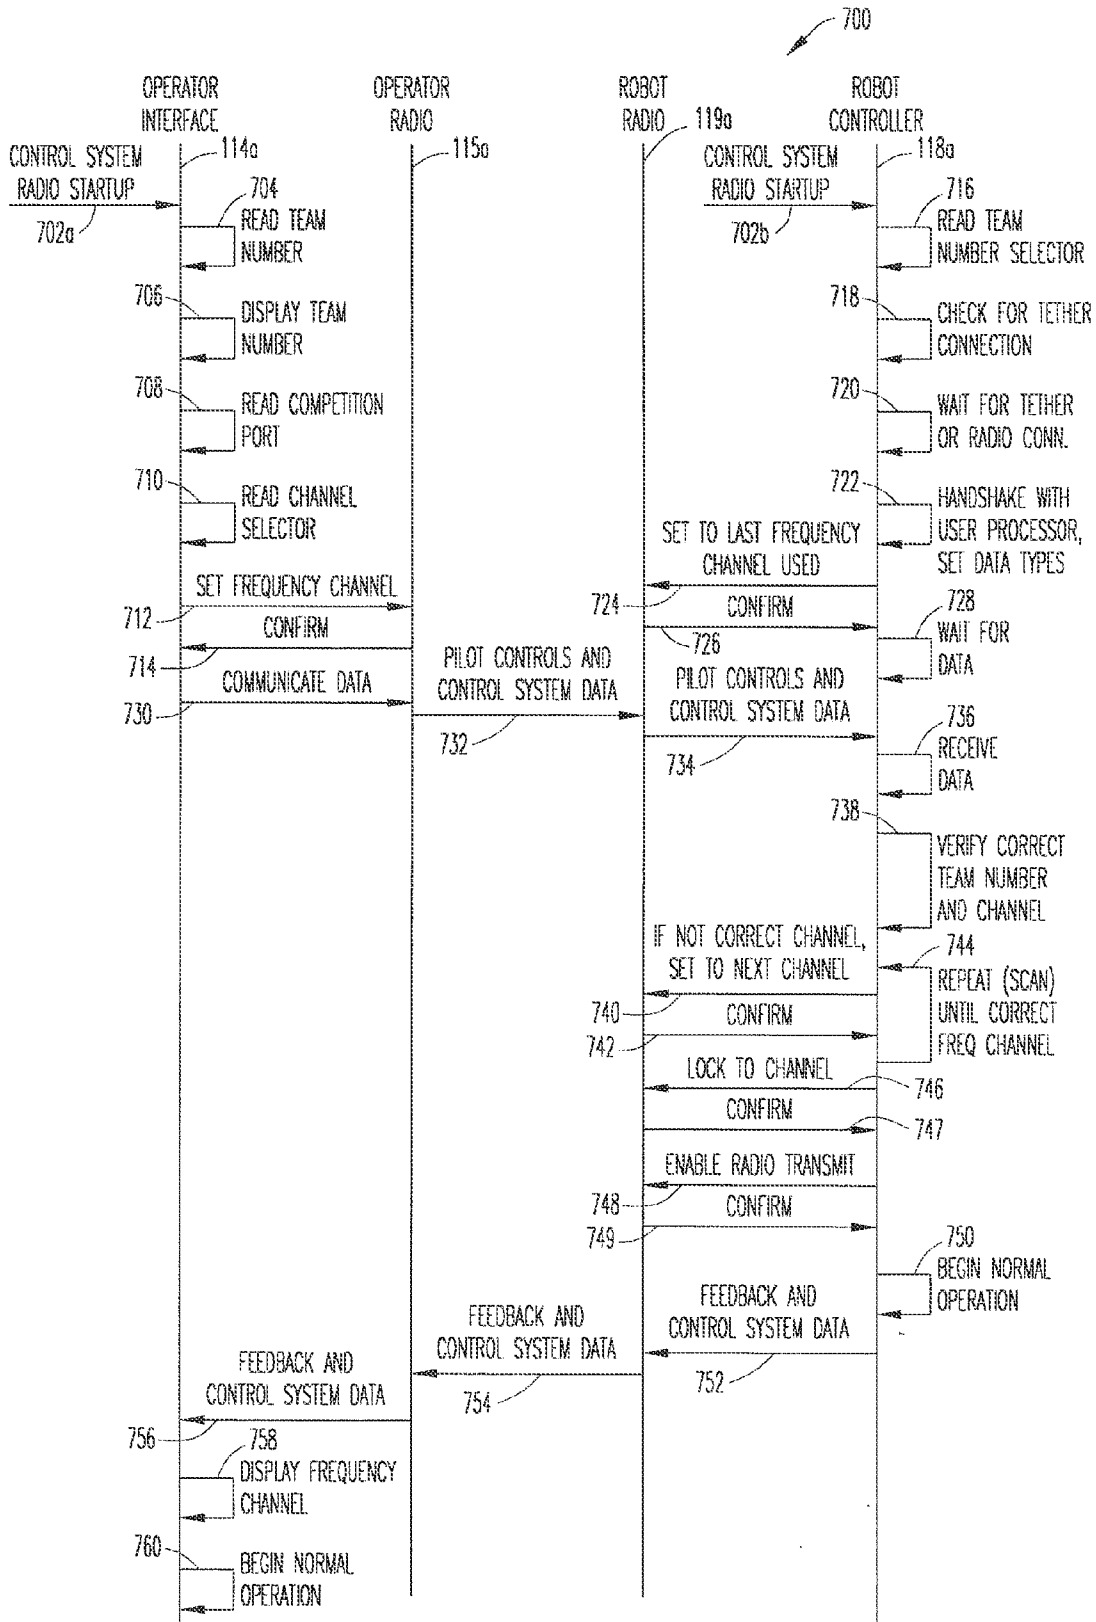 700
OPERATOR
INTERFACE
OPERATOR
RADIO
ROBOT
RADIO
ROBOT
CONTROLLER
114a
115a
119a
118a
CONTROL SYSTEM
RADIO STARTUP
702a
CONTROL SYSTEM
RADIO STARTUP
702b
704
READ TEAM
NUMBER
716
READ TEAM
NUMBER SELECTOR
706
DISPLAY TEAM
NUMBER
718
CHECK FOR TETHER
CONNECTION
708
READ COMPETITION
PORT
720
WAIT FOR TETHER
OR RADIO CONN.
710
READ CHANNEL
SELECTOR
722
HANDSHAKE WITH
USER PROCESSOR,
SET DATA TYPES
SET TO LAST FREQUENCY
CHANNEL USED
724
SET FREQUENCY CHANNEL
712
CONFIRM
726
CONFIRM
714
728
WAIT FOR
DATA
COMMUNICATE DATA
730
PILOT CONTROLS AND
CONTROL SYSTEM DATA
732
PILOT CONTROLS AND
CONTROL SYSTEM DATA
734
736
RECEIVE
DATA
738
VERIFY CORRECT
TEAM NUMBER
AND CHANNEL
IF NOT CORRECT CHANNEL,
SET TO NEXT CHANNEL
740
CONFIRM
742
744
REPEAT (SCAN)
UNTIL CORRECT
FREQ CHANNEL
LOCK TO CHANNEL
746
CONFIRM
747
ENABLE RADIO TRANSMIT
748
CONFIRM
749
750
BEGIN NORMAL
OPERATION
FEEDBACK AND
CONTROL SYSTEM DATA
752
FEEDBACK AND
CONTROL SYSTEM DATA
754
FEEDBACK AND
CONTROL SYSTEM DATA
756
758
DISPLAY FREQUENCY
CHANNEL
760
BEGIN NORMAL
OPERATION